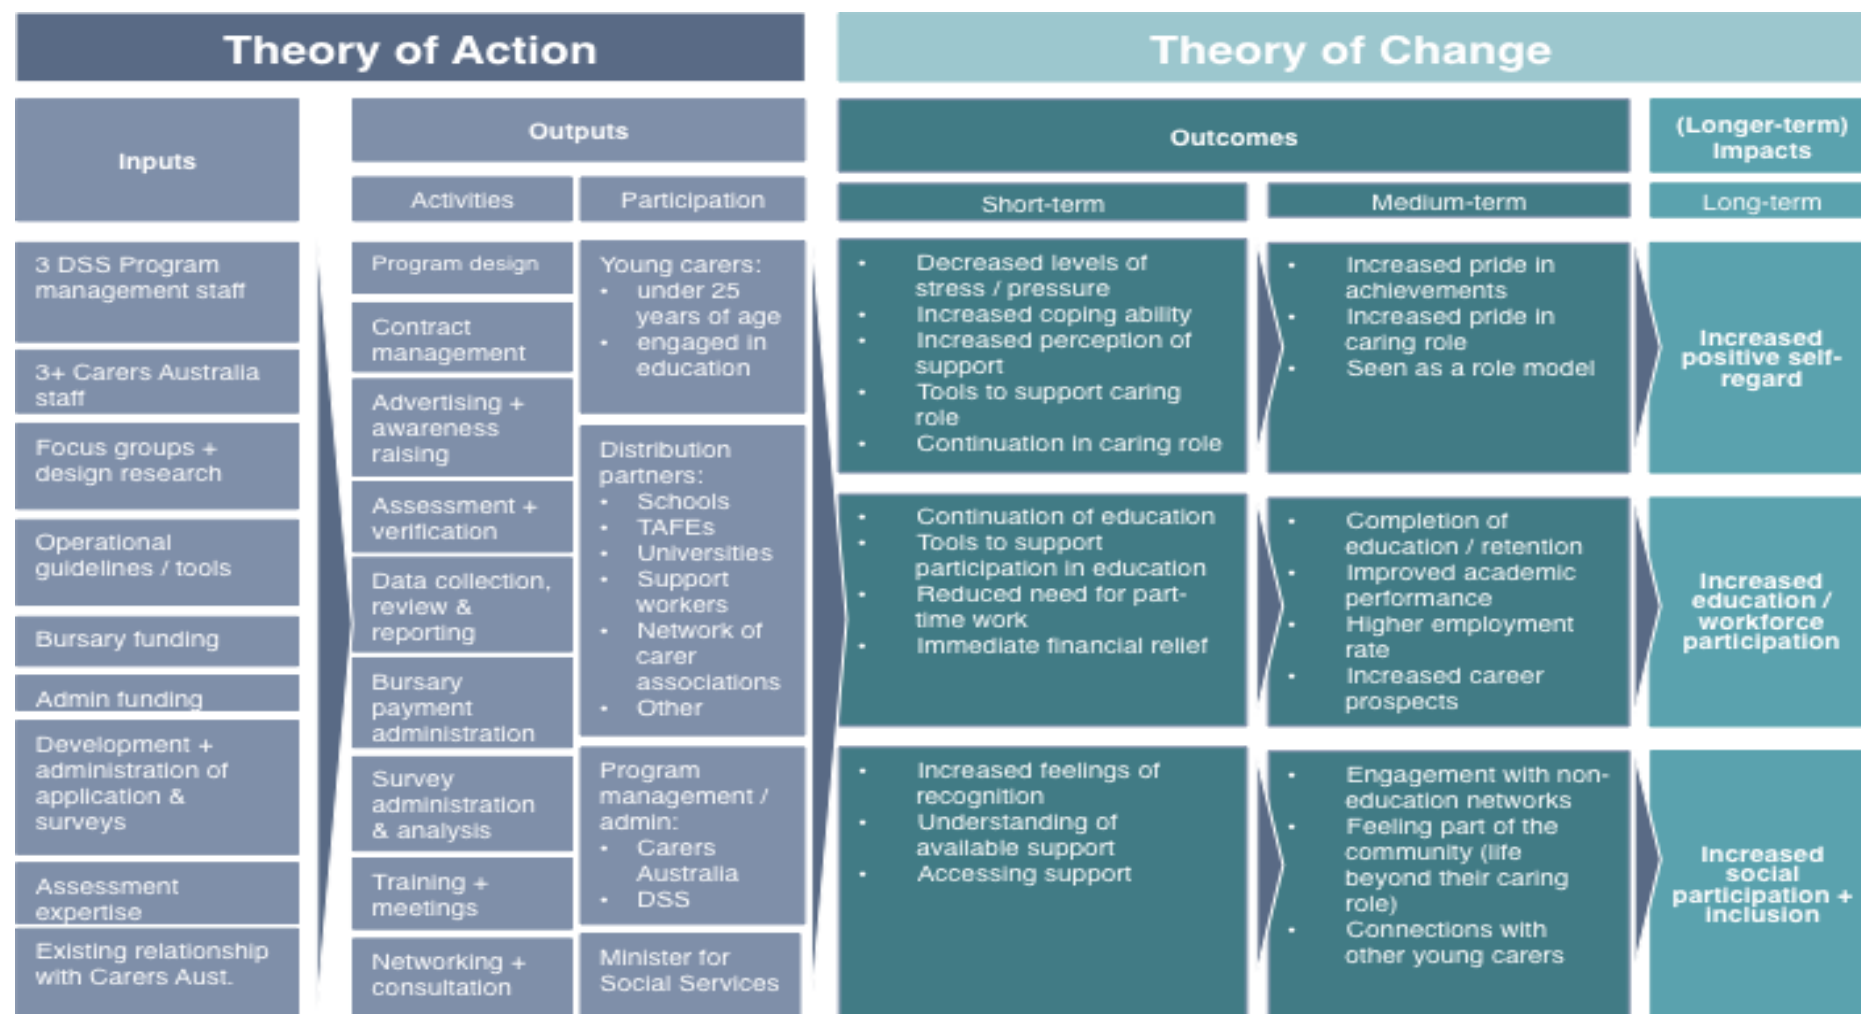 Theory of Action
Theory of Change
Inputs
Outputs
Activities
Participation
Outcomes
Short-term
Medium-term
(Longer-term)
Impacts
Long-term
3 DSS Program
management staff
3+ Carers Australia
staff
Focus groups +
design research
Operational
guidelines / tools
Bursary funding
Admin funding
Development +
administration of
application &
surveys
Assessment
expertise
Existing relationship
with Carers Aust.
Program design
Contract
management
Advertising +
awareness
raising
Assessment +
verification
Data collection,
review &
reporting
Bursary
payment
administration
Survey
administration
& analysis
Training +
meetings
Networking +
consultation
Young carers:
• under 25
years of age
• engaged in
education
Distribution
partners:
• Schools
• TAFEs
• Universities
• Support
workers
• Network of
carer
associations
• Other
Program
management /
admin:
• Carers
Australia
• DSS
Minister for
Social Services
• Decreased levels of
stress / pressure
• Increased coping ability
• Increased perception of
support
• Tools to support caring
role
• Continuation in caring role
• Increased pride in
achievements
• Increased pride in
caring role
• Seen as a role model
Increased
positive self-
regard
• Continuation of education
• Tools to support
participation in education
• Reduced need for part-
time work
• Immediate financial relief
• Completion of
education / retention
• Improved academic
performance
• Higher employment
rate
• Increased career
prospects
Increased
education /
workforce
participation
• Increased feelings of
recognition
• Understanding of
available support
• Accessing support
• Engagement with non-
education networks
• Feeling part of the
community (life
beyond their caring
role)
• Connections with
other young carers
Increased
social
participation +
inclusion